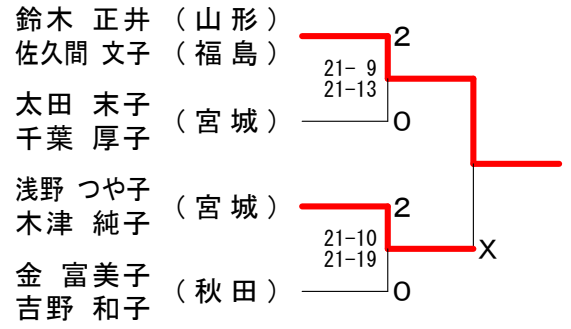 鈴木 正井 （ 山 形 ）
佐久間 文子 （ 福 島 ）
2
21- 9
21-13
太田 末子
千葉 厚子
（ 宮 城 ）
0
浅野 つや子
木津 純子
（ 宮 城 ）
2
21-10
21-19
X
金 富美子
吉野 和子
（ 秋 田 ）
0